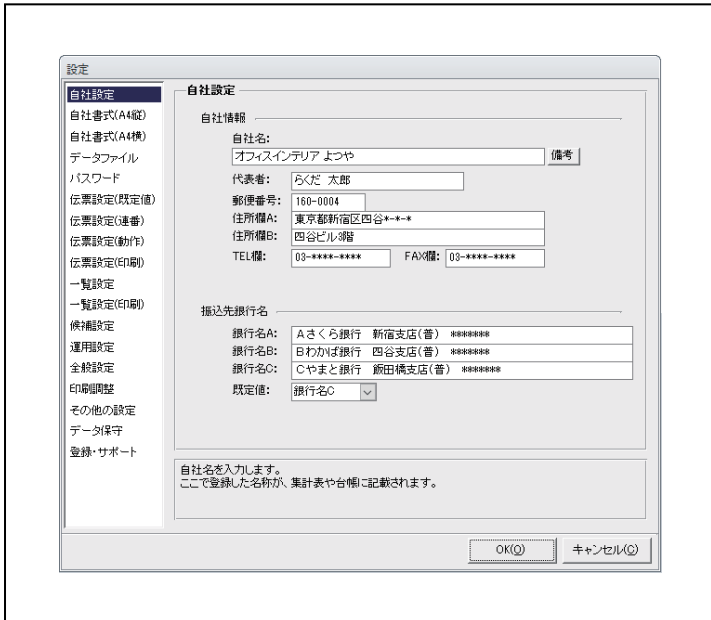 設定
自社設定
自社書式(A4縦)
自社書式(A4横)
データファイル
パスワード
伝票設定(既定値)
伝票設定(連番)
伝票設定(動作)
伝票設定(印刷)
一覧設定
一覧設定(印刷)
候補設定
運用設定
全般設定
印刷調整
その他の設定
データ保守
登録・サポート
自社設定
自社情報
自社名:
オフィスインテリア よつや 備考
代表者: らくだ 太郎
郵便番号: 160-0004
住所欄A: 東京都新宿区四谷*-*-*
住所欄B: 四谷ビル3階
TEL欄: 03-****-**** FAX欄: 03-****-****
振込先銀行名
銀行名A: Aさくら銀行 新宿支店(普) *******
銀行名B: Bわかば銀行 四谷支店(普) *******
銀行名C: Cやまと銀行 飯田橋支店(普) *******
既定値: 銀行名C
自社名を入力します。
ここで登録した名称が、集計表や台帳に記載されます。
OK(O) キャンセル(C)